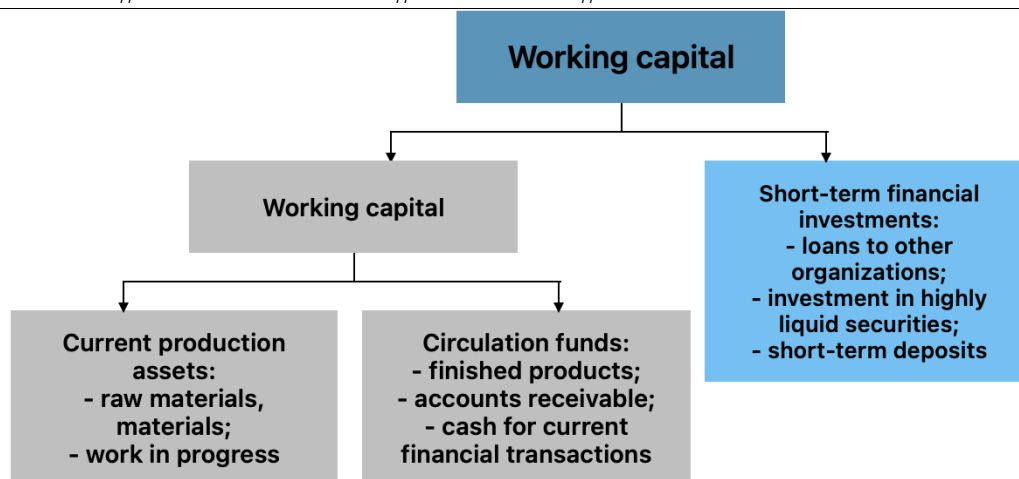 Working capital
Working capital
Short-term financial
investments:
- loans to other
organizations;
- investment in highly
liquid securities;
- short-term deposits
Current production
assets:
- raw materials,
materials;
- work in progress
Circulation funds:
- finished products;
- accounts receivable;
- cash for current
financial transactions